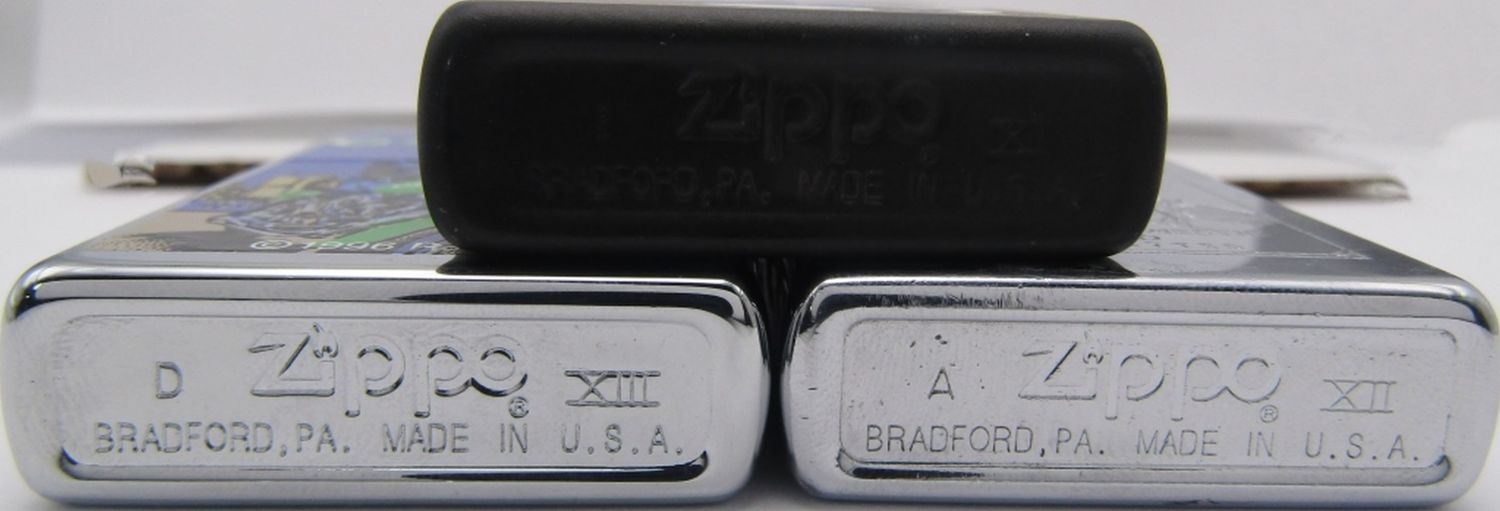 Zippo
I X
BRADFORD,PA. MADE IN U.S.A.
© 1996
D Zippo ® XIII
BRADFORD,PA. MADE IN U.S.A.
A Zippo ® XII
BRADFORD,PA. MADE IN U.S.A.